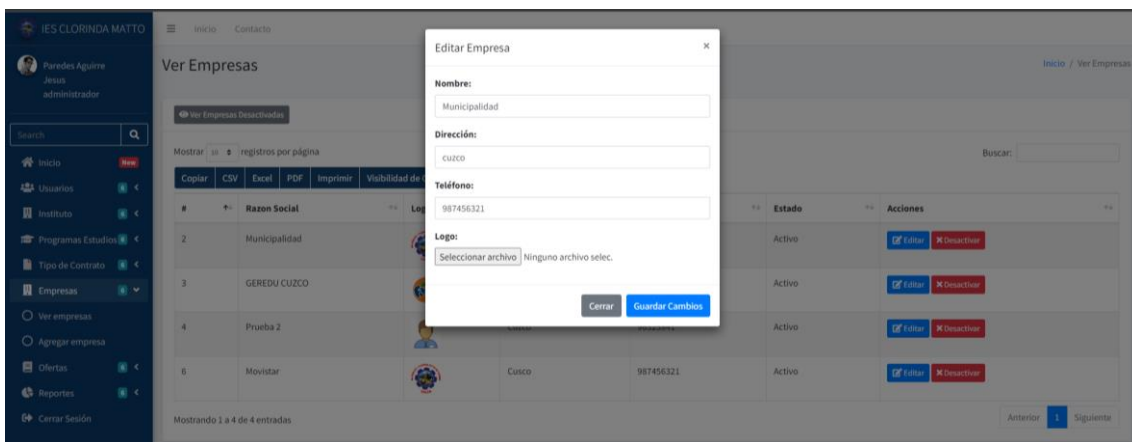 IES CLORINDA MATTO
Inicio Contacto
Paredes Aguirre
Jesus
administrador
Search
Inicio New
Usuarios
Instituto
Programas Estudios
Tipo de Contrato
Empresas
Ver empresas
Agregar empresa
Ofertas
Reportes
Cerrar Sesión
Ver Empresas
Inicio / Ver Empresas
Ver Empresas Desactivadas
Mostrar 10 registros por página
Buscar:
Copiar CSV Excel PDF Imprimir Visibilidad de
# Razon Social Log Estado Acciones
2 Municipalidad Activo Editar Desactivar
3 GEREDU CUZCO Activo Editar Desactivar
4 Prueba 2 Activo Editar Desactivar
6 Movistar Cusco 987456321 Activo Editar Desactivar
Mostrando 1 a 4 de 4 entradas
Anterior 1 Siguiente
Editar Empresa ×
Nombre:
Municipalidad
Dirección:
cuzco
Teléfono:
987456321
Logo:
Seleccionar archivo Ninguno archivo selec.
Cerrar Guardar Cambios